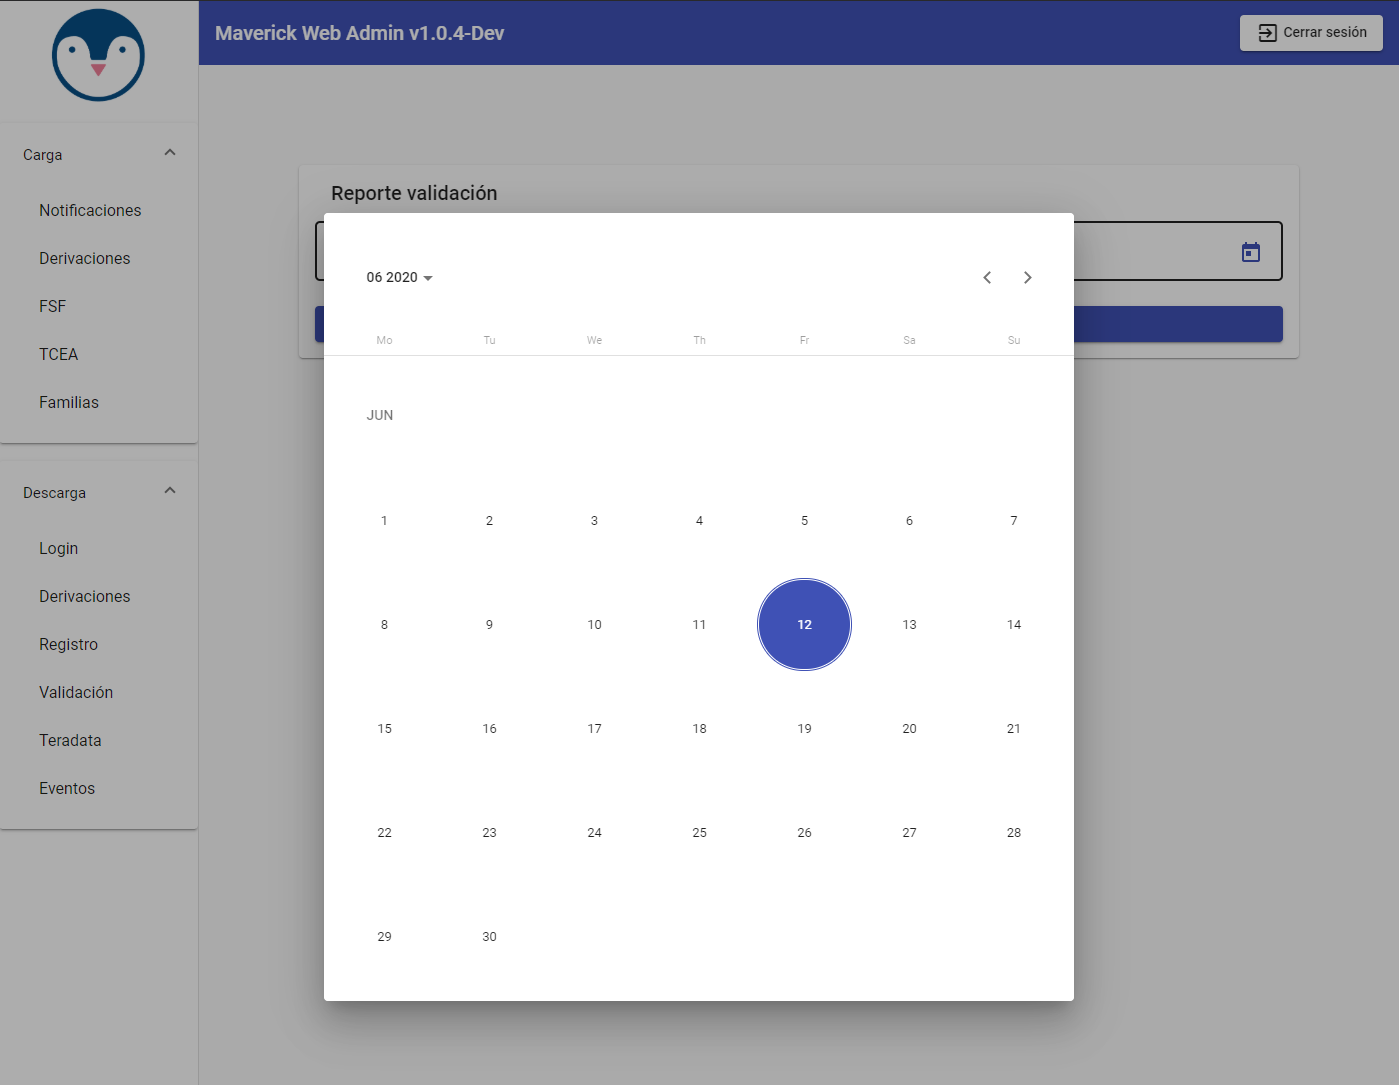 Maverick Web Admin v1.0.4-Dev
Cerrar sesión
Carga
Notificaciones
Derivaciones
FSF
TCEA
Familias
Descarga
Login
Derivaciones
Registro
Validación
Teradata
Eventos
Reporte validación
06 2020
Mo Tu We Th Fr Sa Su
JUN
1 2 3 4 5 6 7
8 9 10 11 12 13 14
15 16 17 18 19 20 21
22 23 24 25 26 27 28
29 30